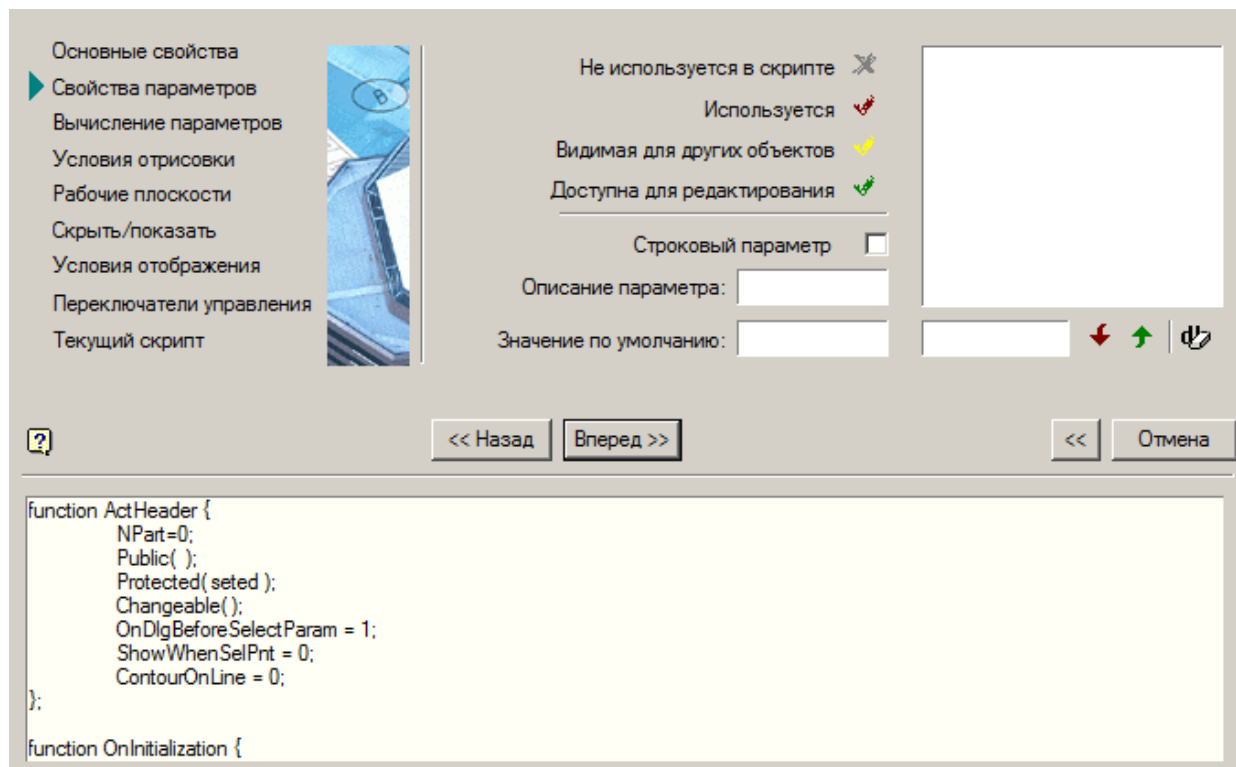 Основные свойства
Свойства параметров
Вычисление параметров
Условия отрисовки
Рабочие плоскости
Скрыть/показать
Условия отображения
Переключатели управления
Текущий скрипт
B
Не используется в скрипте
Используется
Видимая для других объектов
Доступна для редактирования
Строковый параметр
Описание параметра:
Значение по умолчанию:
?
<< Назад
Вперед >>
<<
Отмена
function ActHeader {
NPart=0;
Public( );
Protected( seted );
Changeable( );
OnDlgBeforeSelectParam = 1;
ShowWhenSelPnt = 0;
ContourOnLine = 0;
};
function OnInitialization {